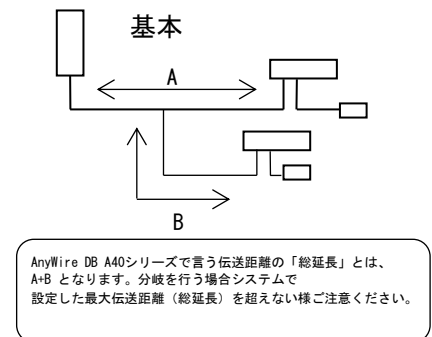 基本
A
B
AnyWire DB A40シリーズで言う伝送距離の「総延長」とは、
A+B となります。分岐を行う場合システムで
設定した最大伝送距離（総延長）を超えない様ご注意ください。